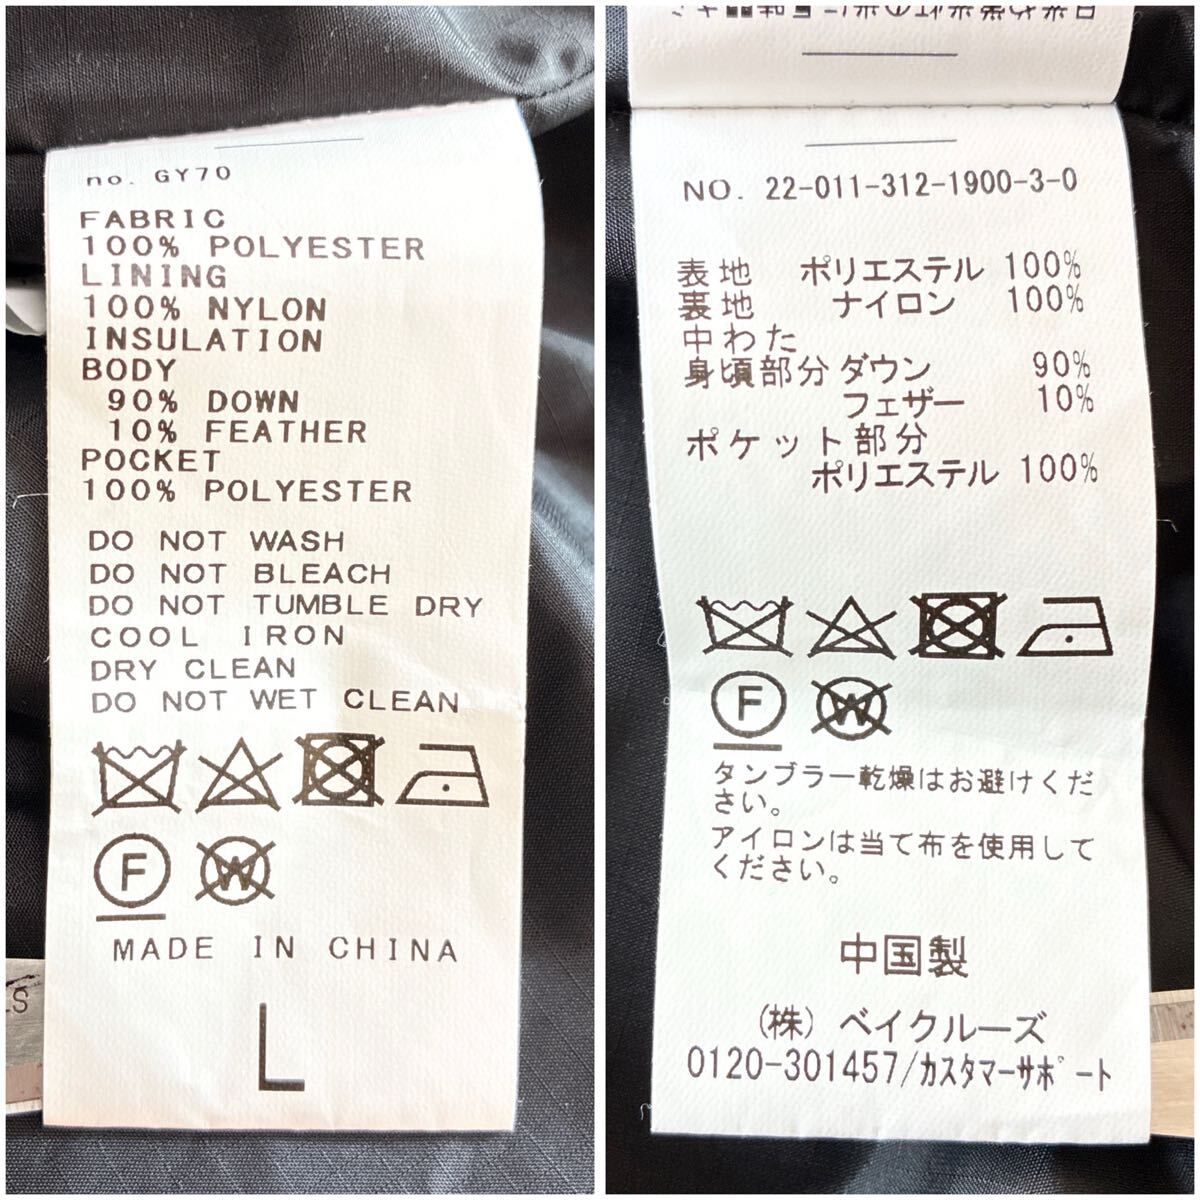 no. GY70
FABRIC
100% POLYESTER
LINING
100% NYLON
INSULATION
BODY
90% DOWN
10% FEATHER
POCKET
100% POLYESTER
DO NOT WASH
DO NOT BLEACH
DO NOT TUMBLE DRY
COOL IRON
DRY CLEAN
DO NOT WET CLEAN
F W
MADE IN CHINA
L
NO. 22-011-312-1900-3-0
表地 ポリエステル 100%
裏地 ナイロン 100%
中わた
身頃部分 ダウン 90%
フェザー 10%
ポケット部分
ポリエステル 100%
F W
タンブラー乾燥はお避けくだ
さい。
アイロンは当て布を使用して
ください。
中国製
(株) ベイクルーズ
0120-301457/カスタマーサポート